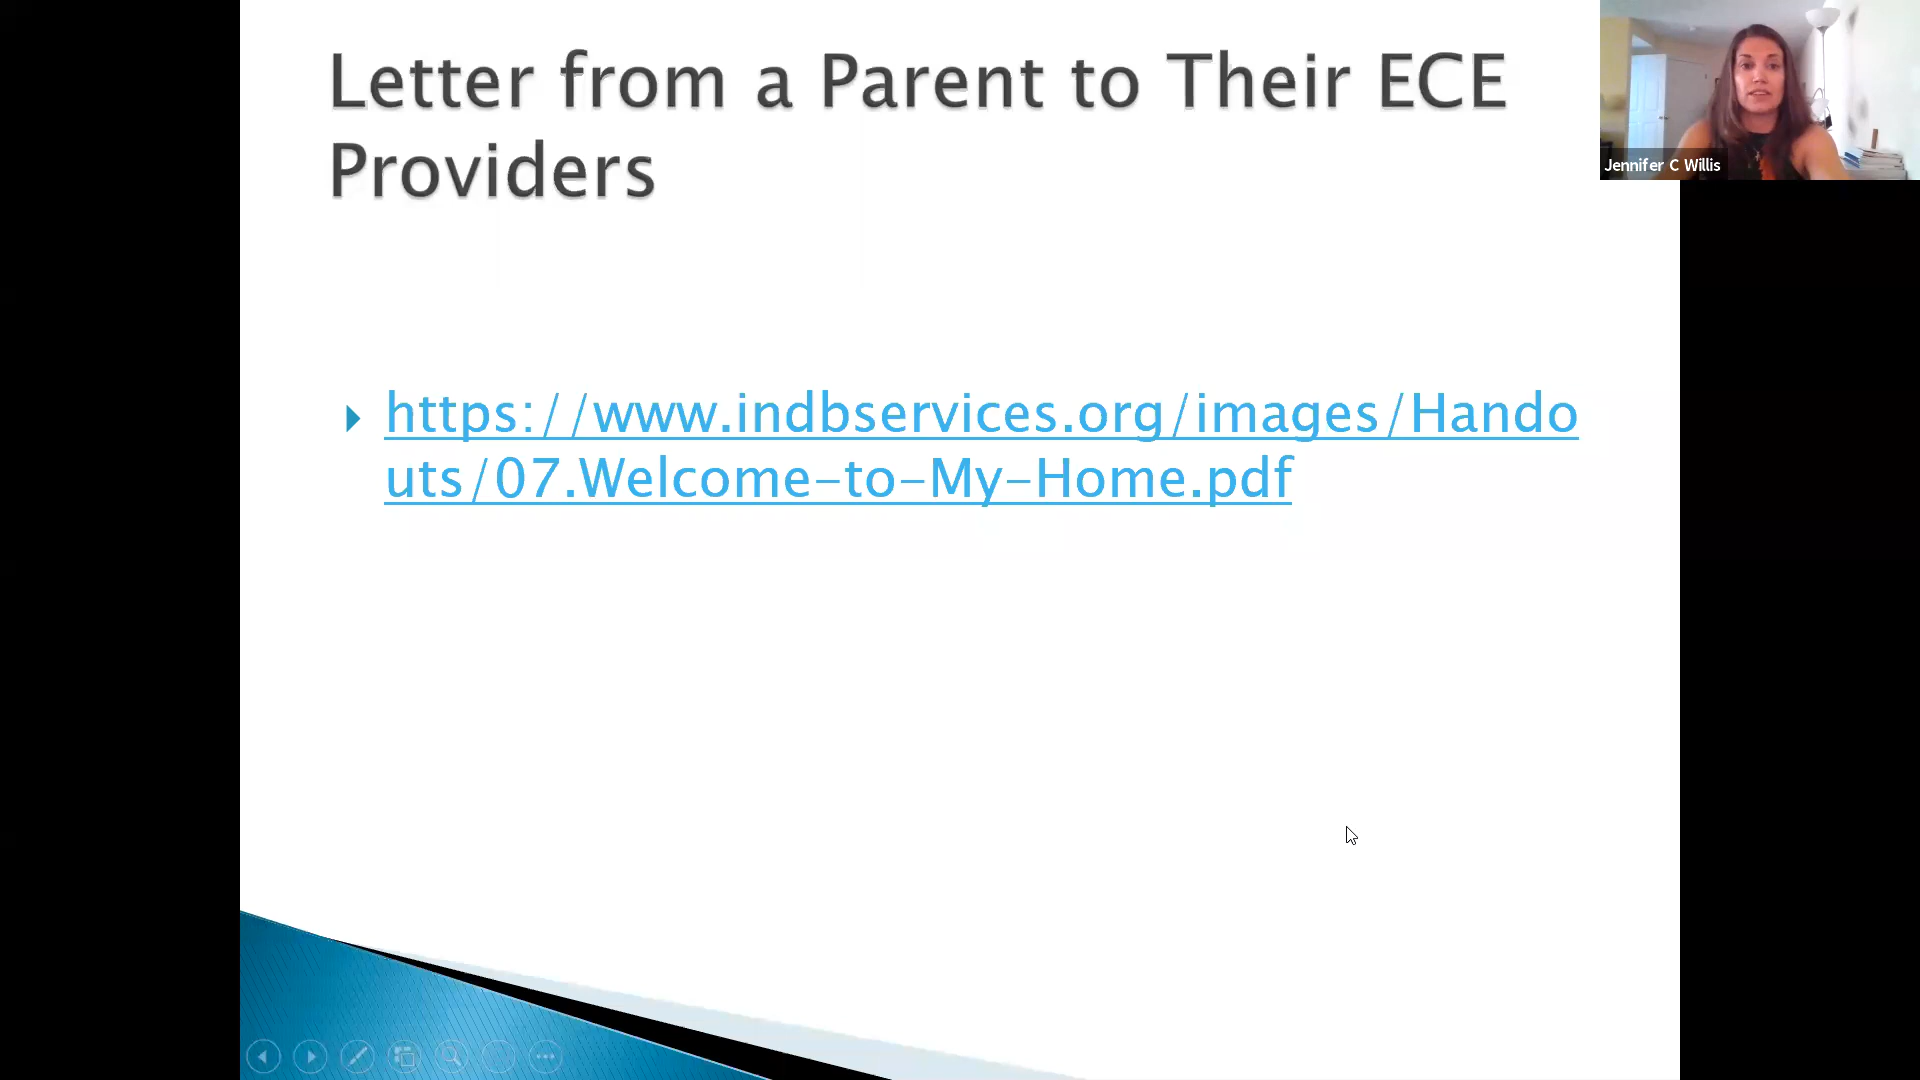 Letter from a Parent to Their ECE
Providers
Jennifer C Willis
https://www.indbservices.org/images/Hando
uts/07.Welcome-to-My-Home.pdf